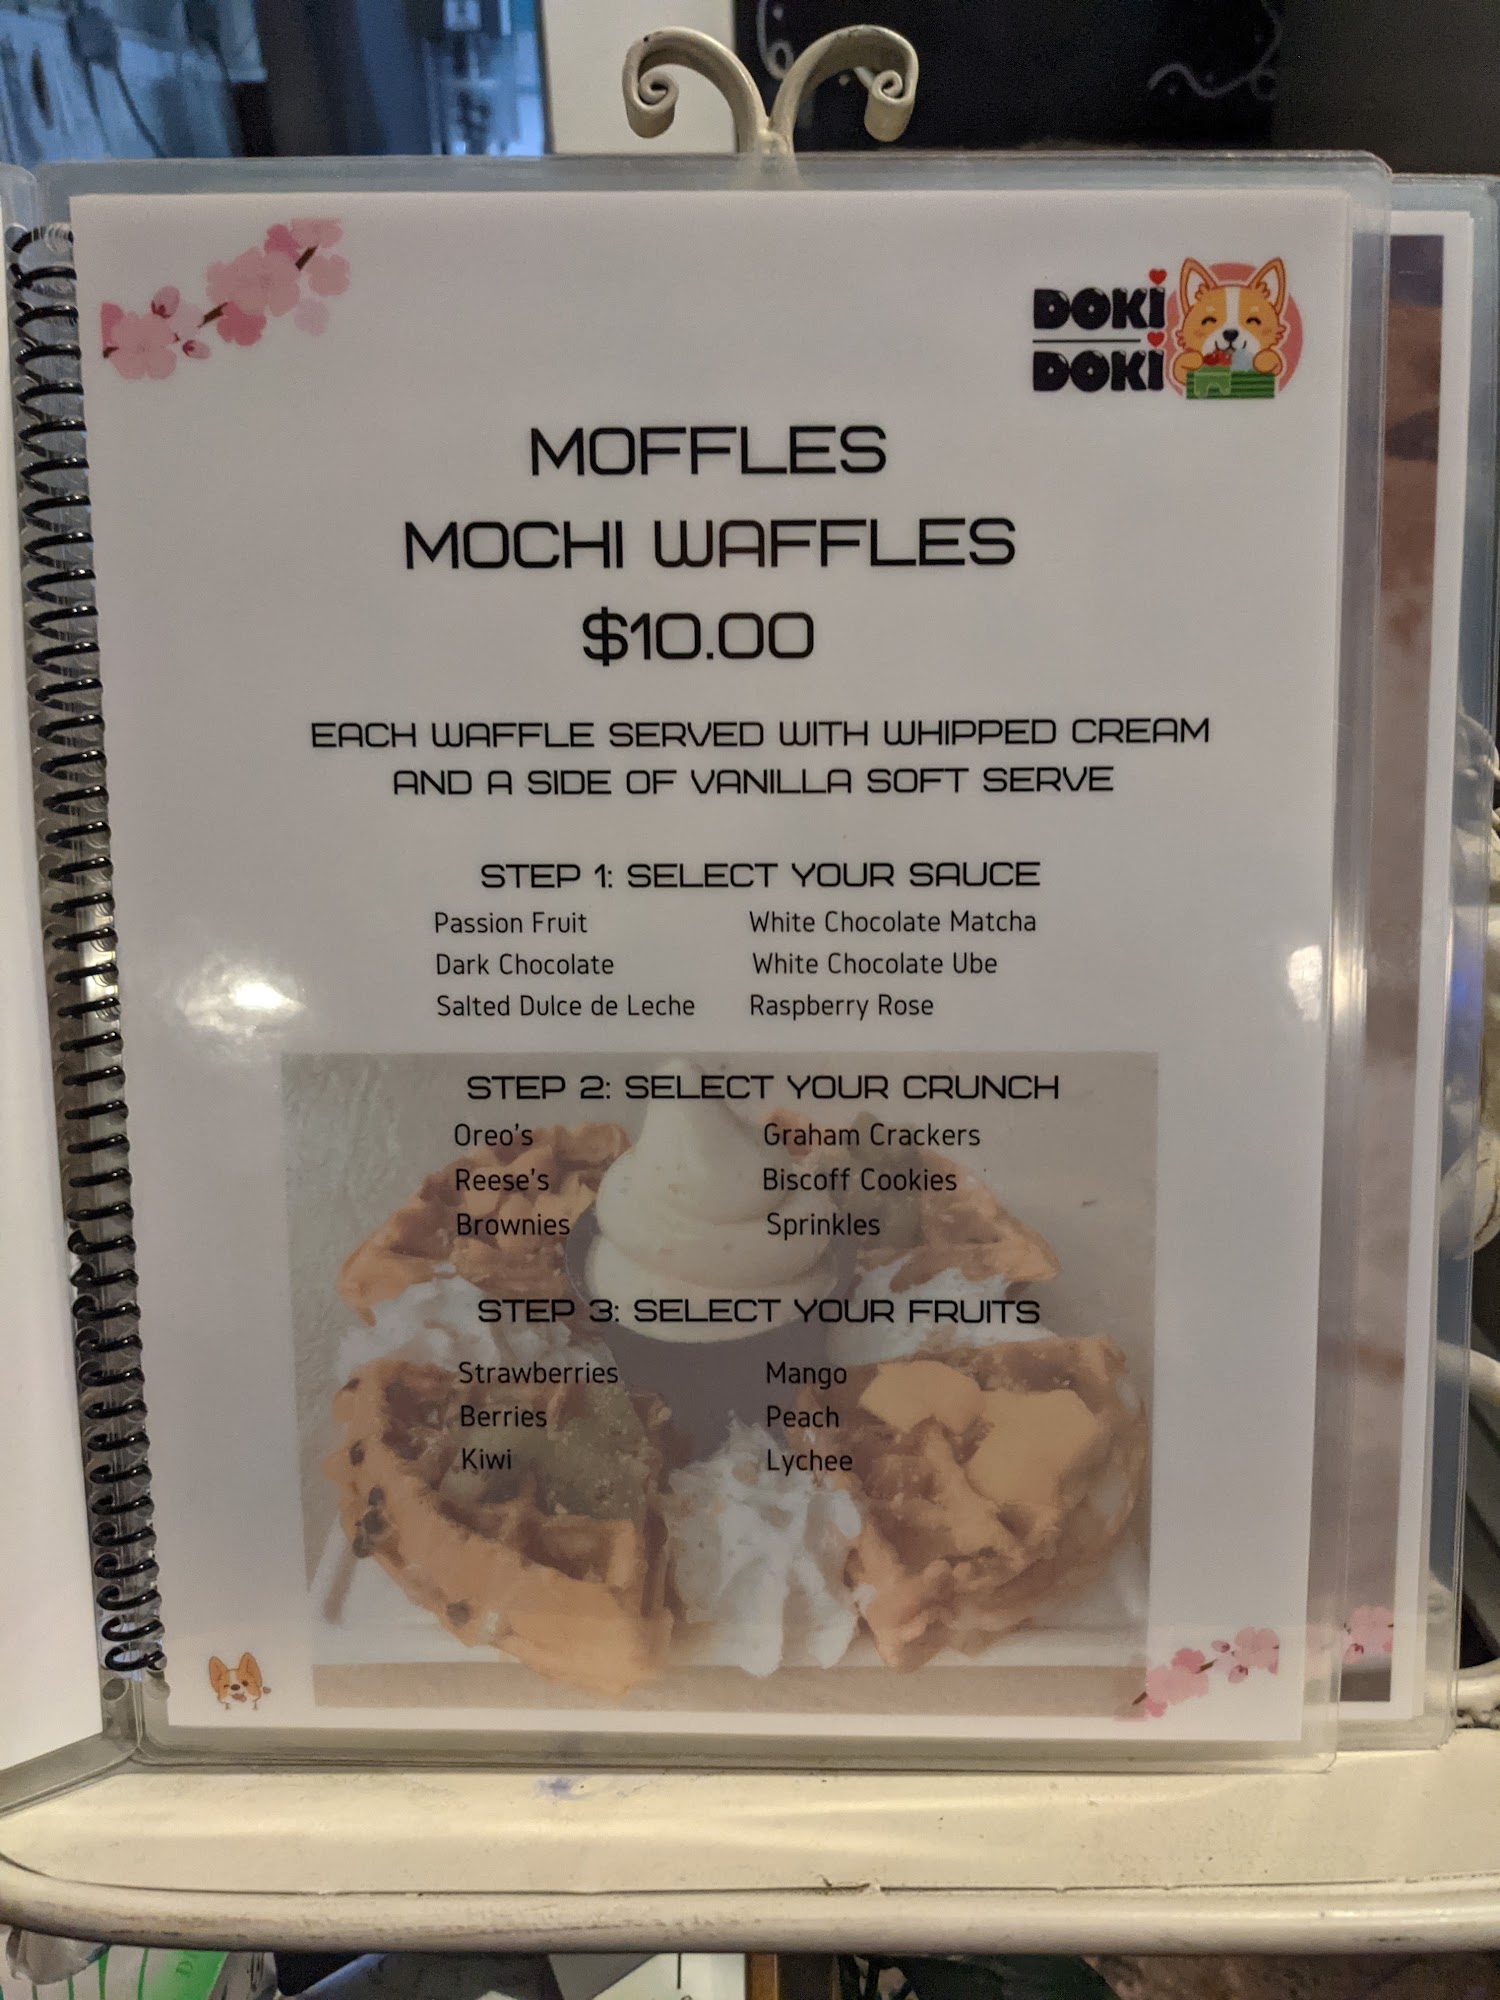 DOKI
DOKI
MOFFLES
MOCHI WAFFLES
$10.00
EACH WAFFLE SERVED WITH WHIPPED CREAM
AND A SIDE OF VANILLA SOFT SERVE
STEP 1: SELECT YOUR SAUCE
Passion Fruit White Chocolate Matcha
Dark Chocolate White Chocolate Ube
Salted Dulce de Leche Raspberry Rose
STEP 2: SELECT YOUR CRUNCH
Oreo's Graham Crackers
Reese's Biscoff Cookies
Brownies Sprinkles
STEP 3: SELECT YOUR FRUITS
Strawberries Mango
Berries Peach
Kiwi Lychee